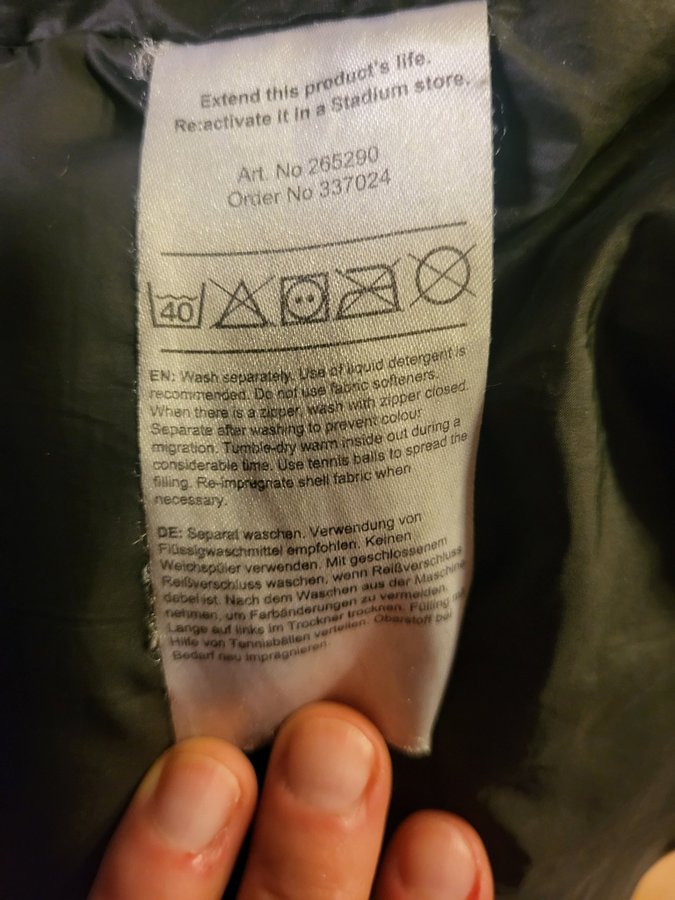 Extend this product's life.
Re:activate it in a Stadium store.
Art. No 265290
Order No 337024
40
EN: Wash separately. Use of liquid detergent is
recommended. Do not use fabric softeners.
When there is a zipper, wash with zipper closed.
Separate after washing to prevent colour
migration. Tumble-dry warm inside out during a
considerable time. Use tennis balls to spread the
filling. Re-impregnate shell fabric when
necessary.
DE: Separat waschen. Verwendung von
Flüssigwaschmittel empfohlen. Keinen
Weichspüler verwenden. Mit geschlossenem
Reißverschluss waschen, wenn Reißverschluss
dabei ist. Nach dem Waschen aus der Maschine
nehmen, um Farbänderungen zu vermeiden.
Lange auf links im Trockner trocknen. Füllung mit
Hilfe von Tennisbällen verteilen. Oberstoff bei
Bedarf neu imprägnieren.